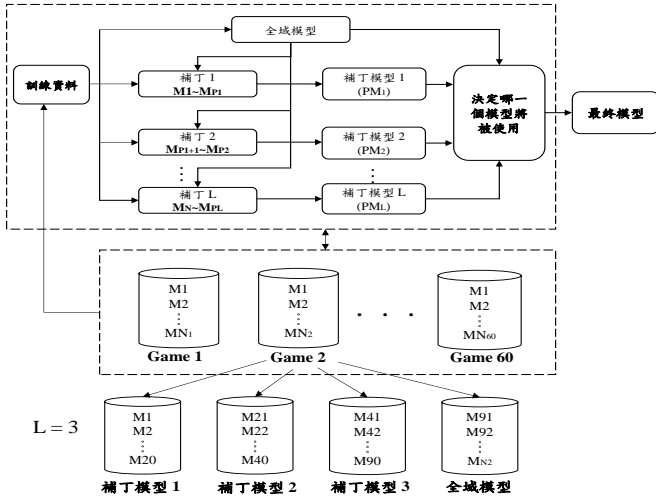 全域模型
訓練資料
補丁 1
M1~MP1
補丁模型 1
(PM1)
決定哪一
個模型將
被使用
最終模型
補丁 2
MP1+1~MP2
補丁模型 2
(PM2)
補丁 L
MN~MPL
補丁模型 L
(PML)
M1
M2
MN1
Game 1
M1
M2
MN2
Game 2
. . .
M1
M2
MN60
Game 60
L = 3
M1
M2
M20
補丁模型 1
M21
M22
M40
補丁模型 2
M41
M42
M90
補丁模型 3
M91
M92
MN2
全域模型